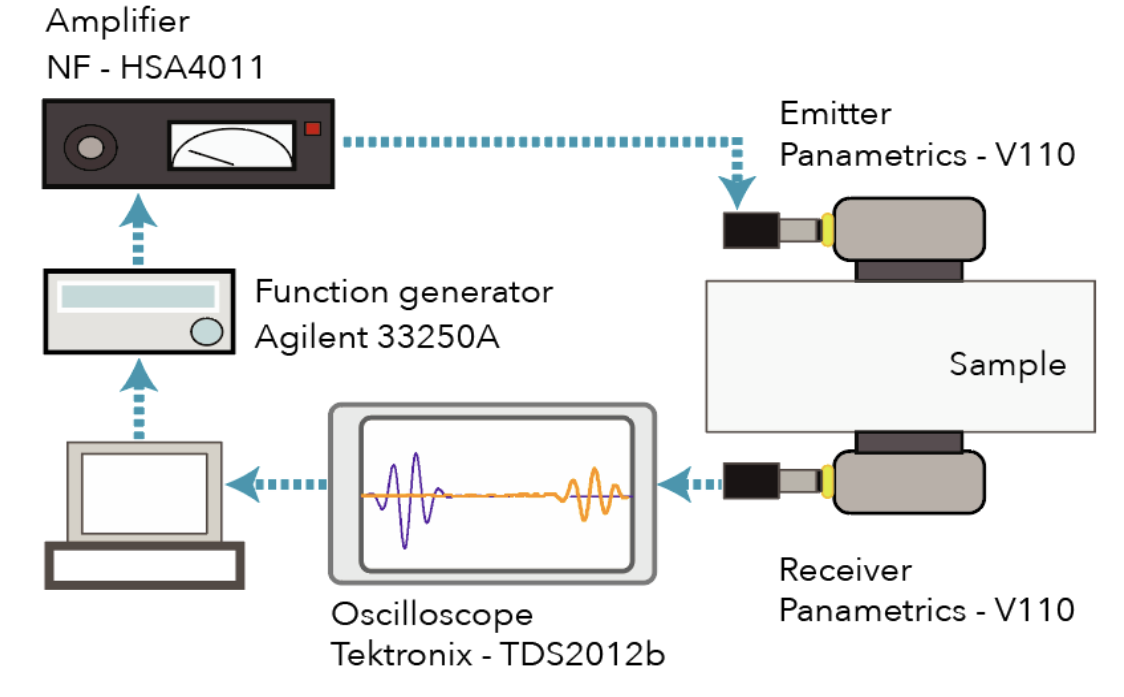 Amplifier
NF - HSA4011
Emitter
Panametrics - V110
Function generator
Agilent 33250A
Sample
Oscilloscope
Tektronix - TDS2012b
Receiver
Panametrics - V110